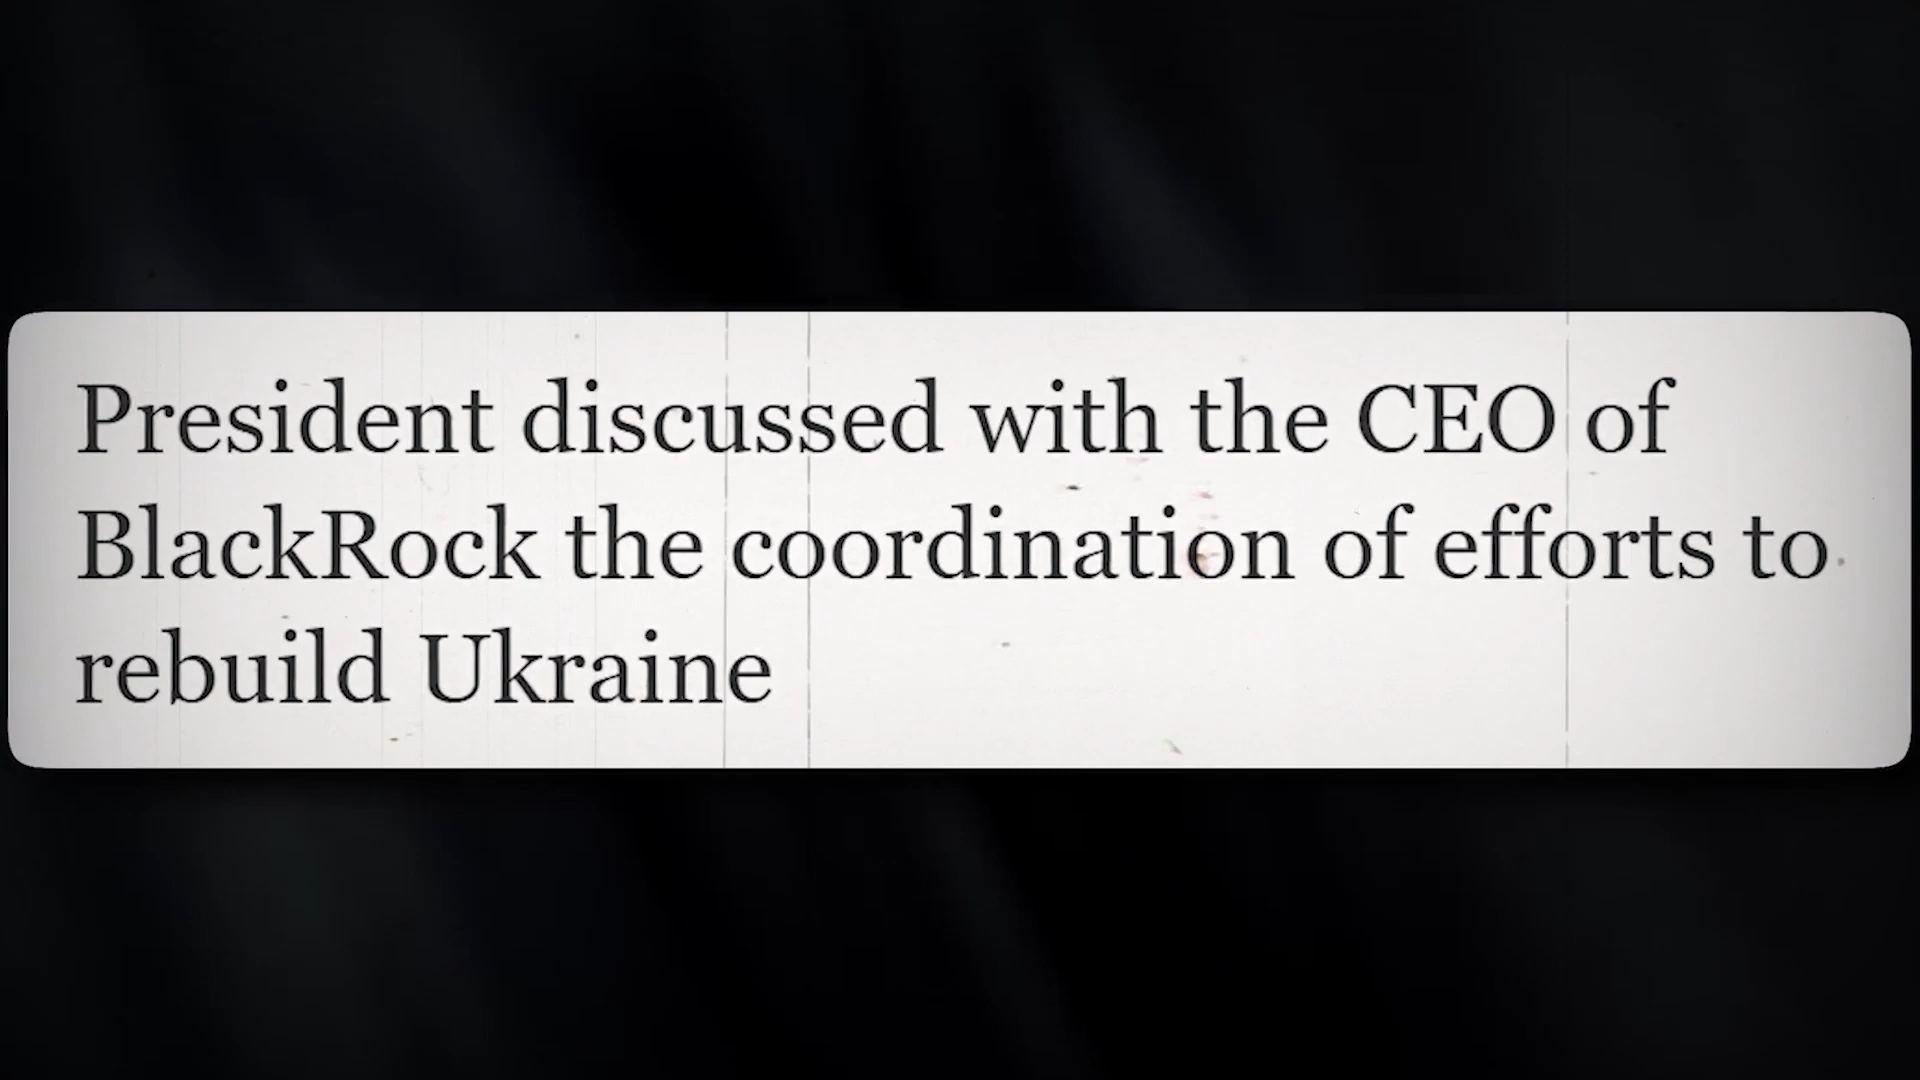 President discussed with the CEO of
BlackRock the coordination of efforts to
rebuild Ukraine